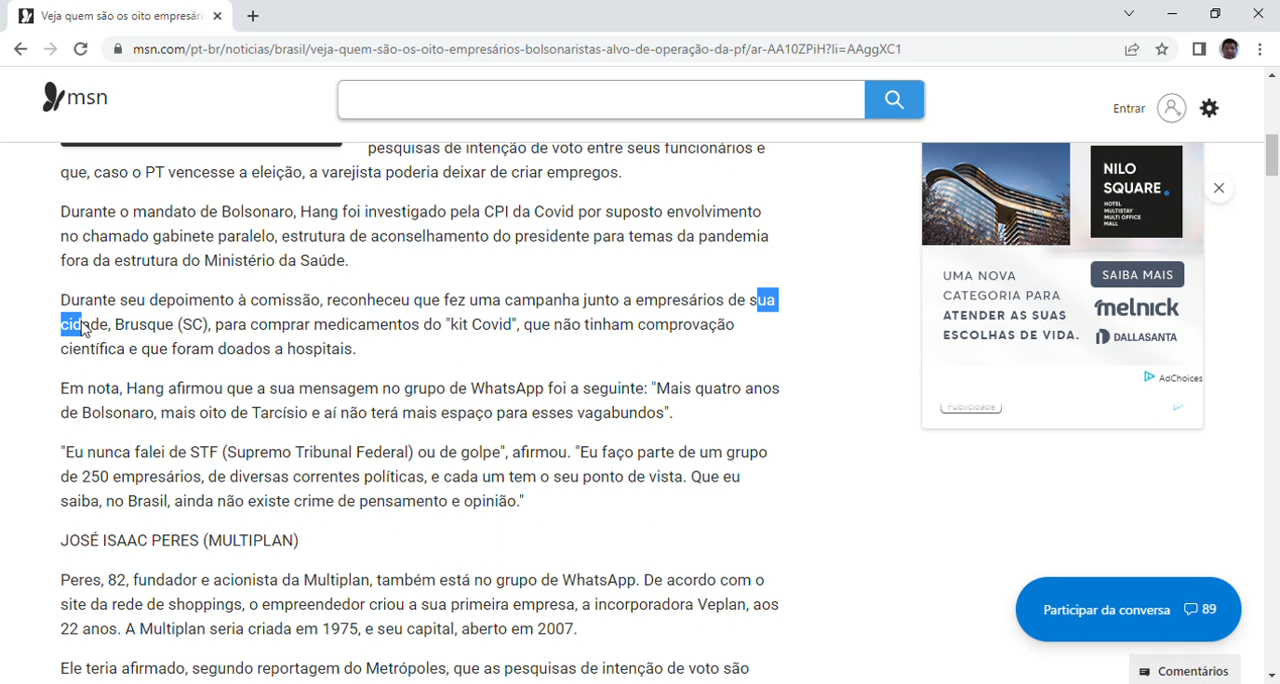 Veja quem são os oito empresári
msn.com/pt-br/noticias/brasil/veja-quem-são-os-oito-empresários-bolsonaristas-alvo-de-operação-da-pf/ar-AA10ZPiH?li=AAggXC1
msn
Entrar
pesquisas de intenção de voto entre seus funcionários e
que, caso o PT vencesse a eleição, a varejista poderia deixar de criar empregos.
Durante o mandato de Bolsonaro, Hang foi investigado pela CPI da Covid por suposto envolvimento
no chamado gabinete paralelo, estrutura de aconselhamento do presidente para temas da pandemia
fora da estrutura do Ministério da Saúde.
Durante seu depoimento à comissão, reconheceu que fez uma campanha junto a empresários de sua
cidade, Brusque (SC), para comprar medicamentos do "kit Covid", que não tinham comprovação
científica e que foram doados a hospitais.
Em nota, Hang afirmou que a sua mensagem no grupo de WhatsApp foi a seguinte: "Mais quatro anos
de Bolsonaro, mais oito de Tarcísio e aí não terá mais espaço para esses vagabundos".
"Eu nunca falei de STF (Supremo Tribunal Federal) ou de golpe", afirmou. "Eu faço parte de um grupo
de 250 empresários, de diversas correntes políticas, e cada um tem o seu ponto de vista. Que eu
saiba, no Brasil, ainda não existe crime de pensamento e opinião."
JOSÉ ISAAC PERES (MULTIPLAN)
Peres, 82, fundador e acionista da Multiplan, também está no grupo de WhatsApp. De acordo com o
site da rede de shoppings, o empreendedor criou a sua primeira empresa, a incorporadora Veplan, aos
22 anos. A Multiplan seria criada em 1975, e seu capital, aberto em 2007.
Ele teria afirmado, segundo reportagem do Metrópoles, que as pesquisas de intenção de voto são
NILO
SQUARE.
HOTEL
MULTISTAY
MULTI OFFICE
MALL
UMA NOVA
CATEGORIA PARA
ATENDER AS SUAS
ESCOLHAS DE VIDA.
SAIBA MAIS
melnick
DALLASANTA
AdChoices
Publicidade
Participar da conversa 89
Comentários